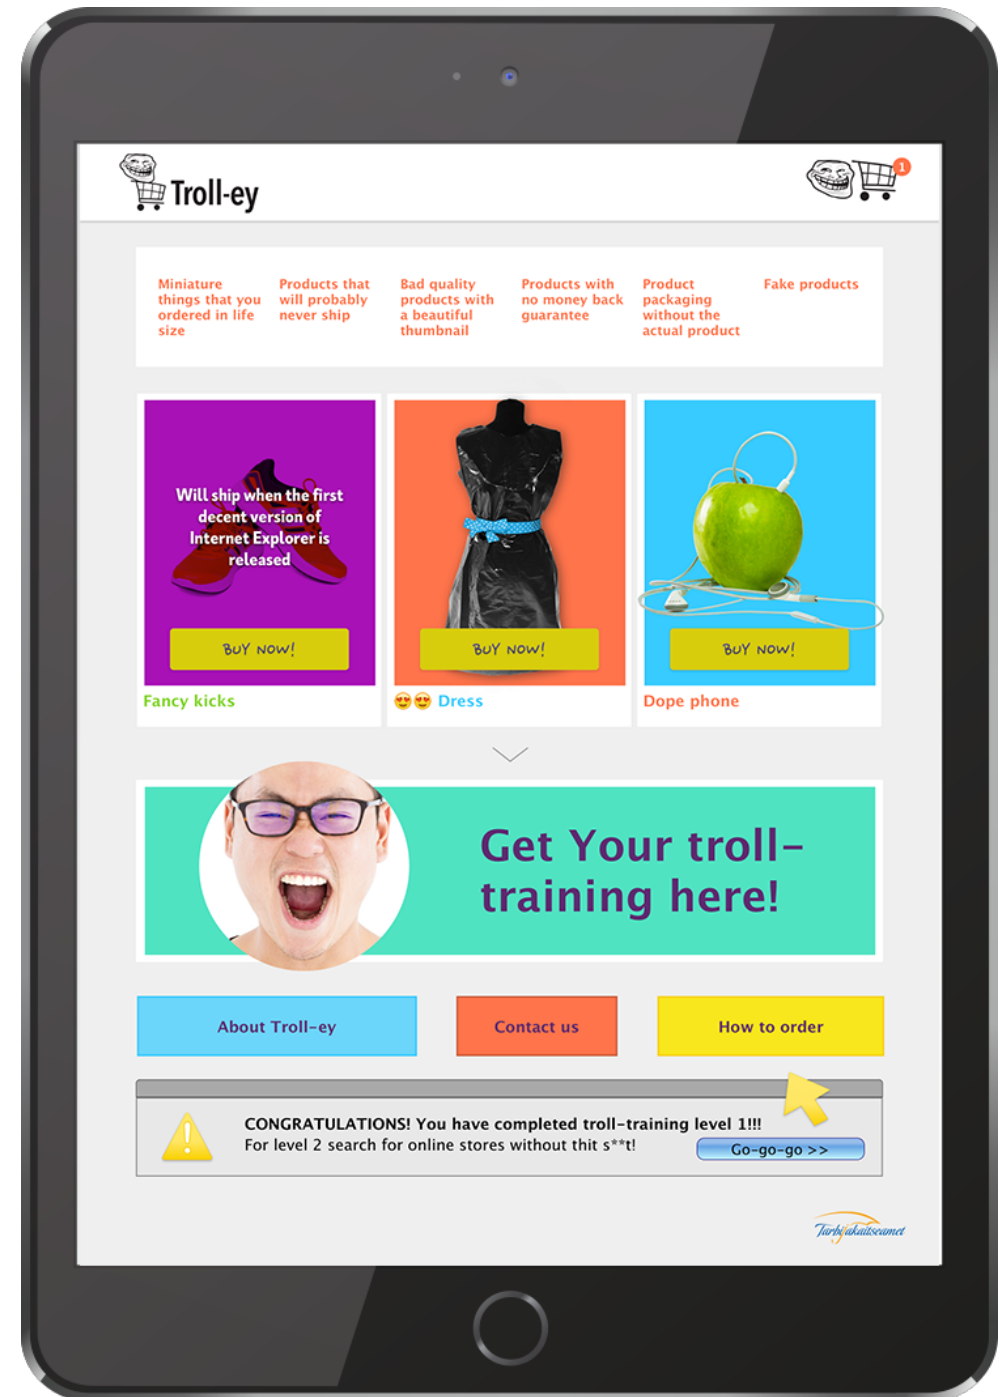 Troll-ey
1
Miniature
things that you
ordered in life
size
Products that
will probably
never ship
Bad quality
products with
a beautiful
thumbnail
Products with
no money back
guarantee
Product
packaging
without the
actual product
Fake products
Will ship when the first
decent version of
Internet Explorer is
released
BUY NOW!
Fancy kicks
BUY NOW!
😍😍 Dress
BUY NOW!
Dope phone
Get Your troll-
training here!
About Troll-ey
Contact us
How to order
CONGRATULATIONS! You have completed troll-training level 1!!!
For level 2 search for online stores without thit s**t!
Go-go-go >>
Tarbijakaitseamet